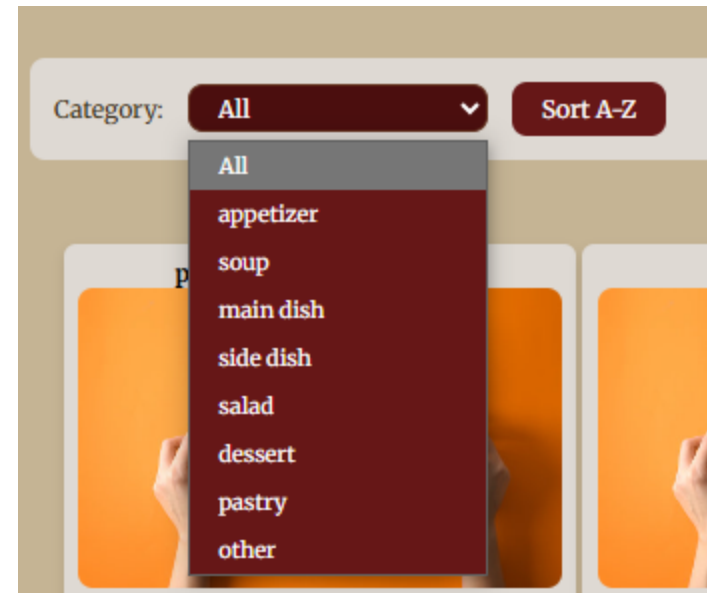 Category: All Sort A-Z
All
appetizer
soup
main dish
side dish
salad
dessert
pastry
other